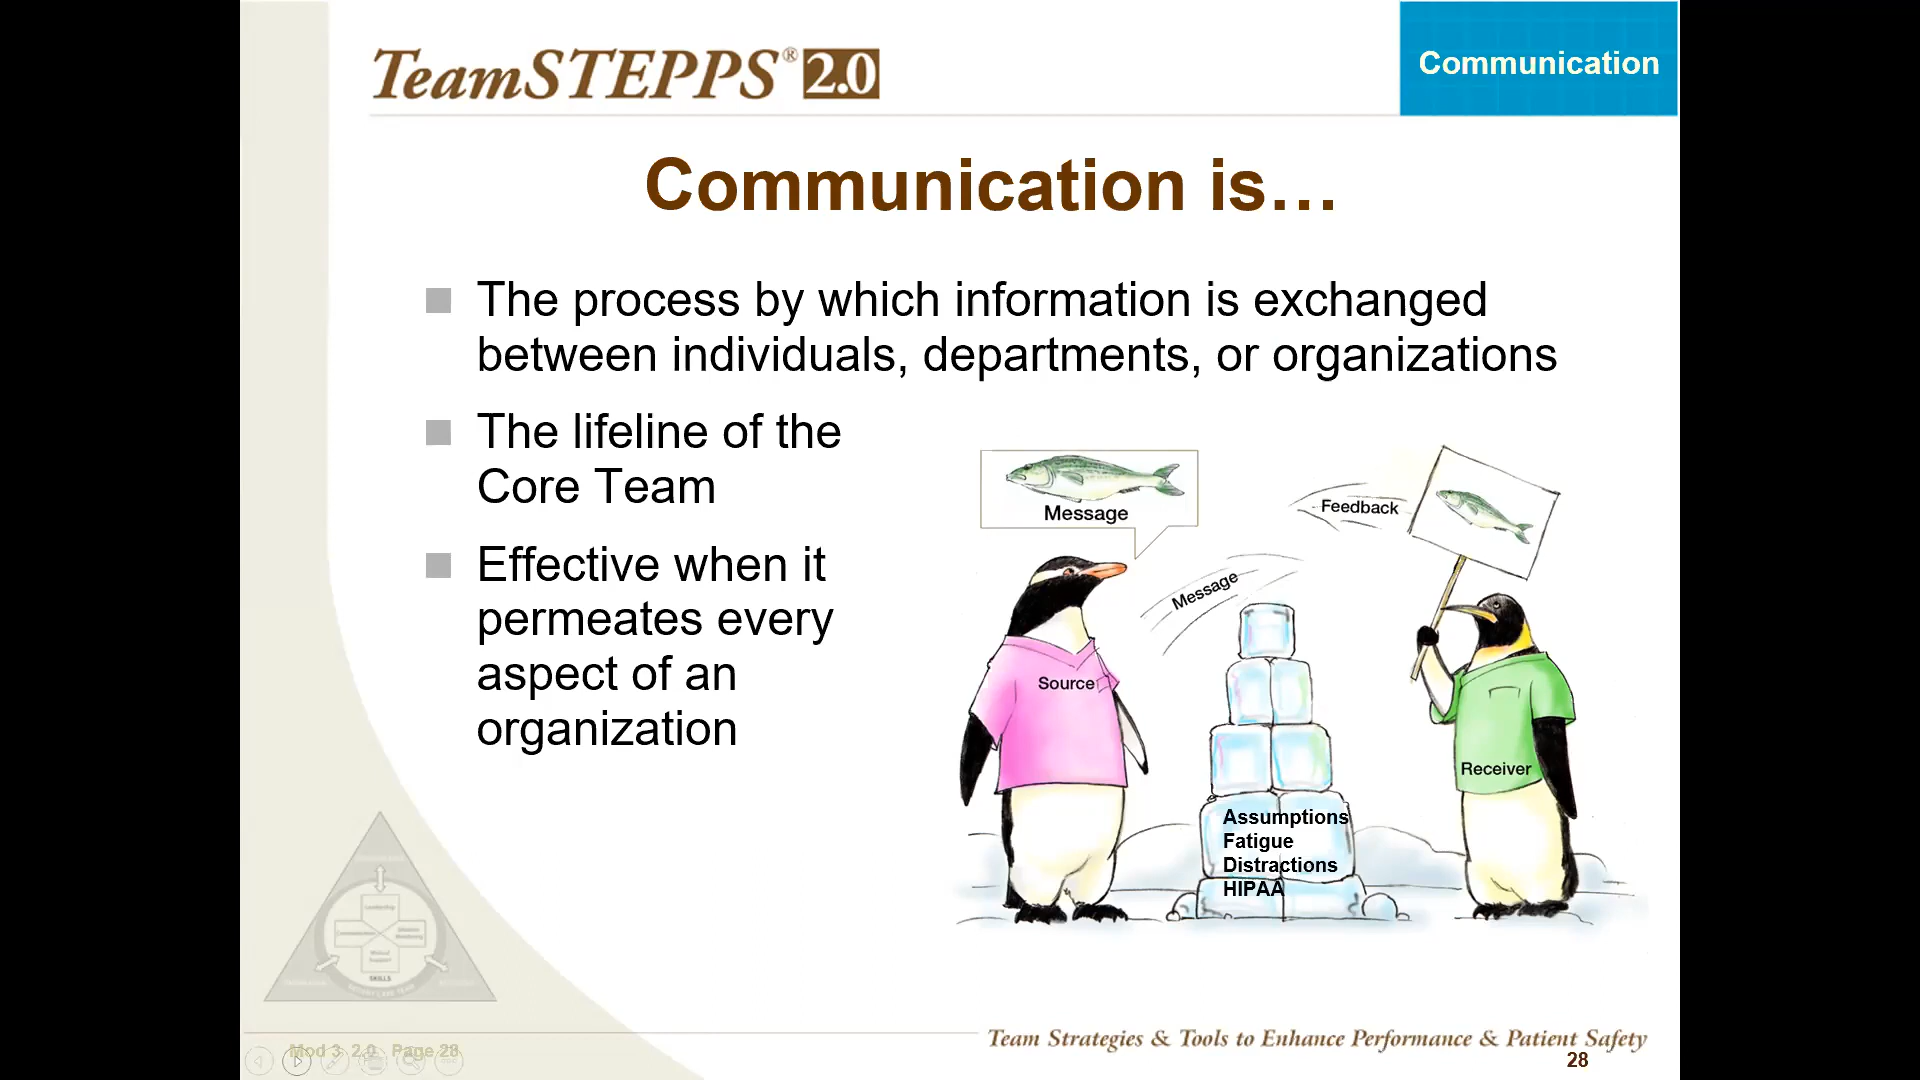 TeamSTEPPS® 2.0
Communication
Communication is…
The process by which information is exchanged
between individuals, departments, or organizations
The lifeline of the
Core Team
Effective when it
permeates every
aspect of an
organization
Message
Feedback
Message
Source
Receiver
Assumptions
Fatigue
Distractions
HIPAA
Leadership
SKILLS
Team Strategies & Tools to Enhance Performance & Patient Safety
Mod 3 2.0 Page 28
28